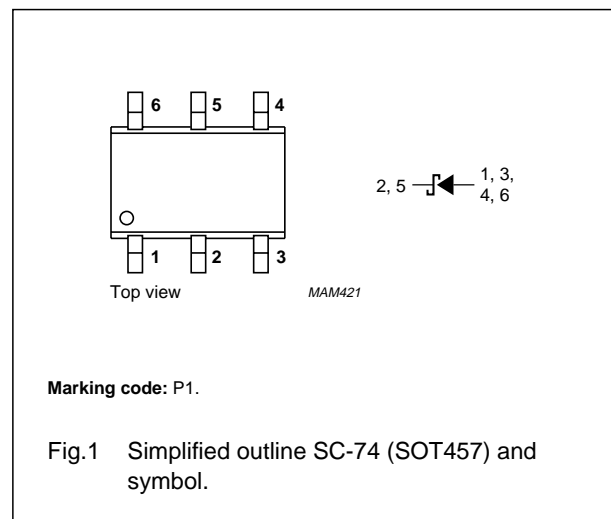 6 5 4
2, 5
1, 3,
4, 6
1 2 3
Top view
MAM421
Marking code: P1.
Fig.1 Simplified outline SC-74 (SOT457) and
symbol.